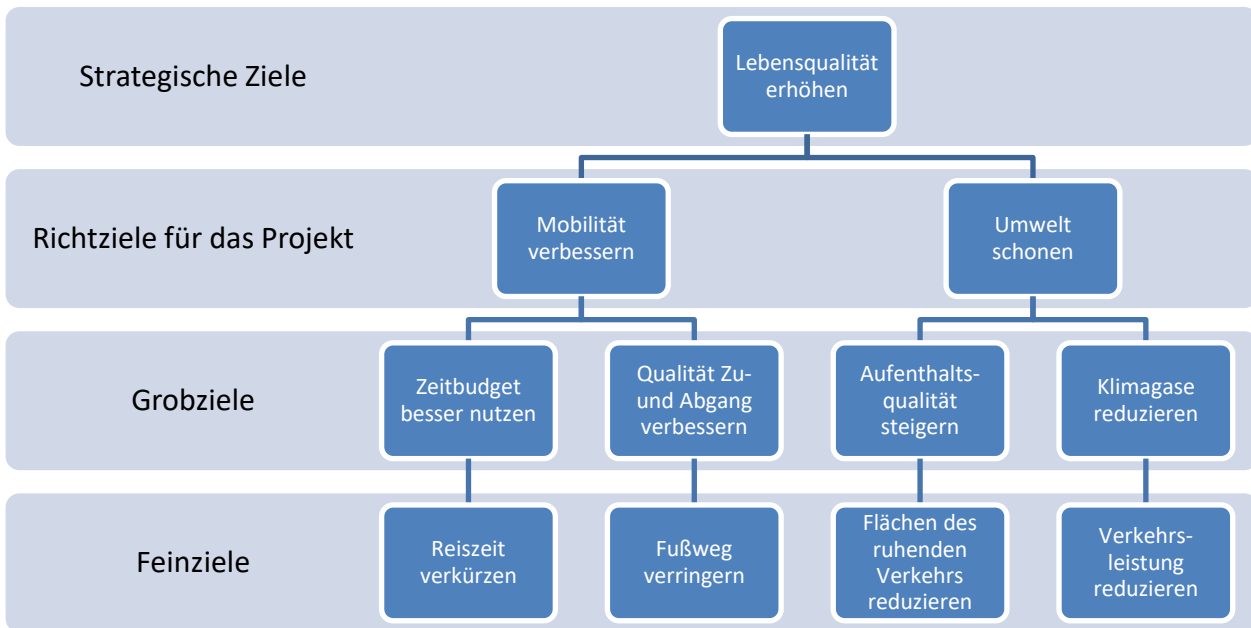 Strategische Ziele
Lebensqualität
erhöhen
Richtziele für das Projekt
Mobilität
verbessern
Umwelt
schonen
Grobziele
Zeitbudget
besser nutzen
Qualität Zu-
und Abgang
verbessern
Aufenthalts-
qualität
steigern
Klimagase
reduzieren
Feinziele
Reiszeit
verkürzen
Fußweg
verringern
Flächen des
ruhenden
Verkehrs
reduzieren
Verkehrs-
leistung
reduzieren